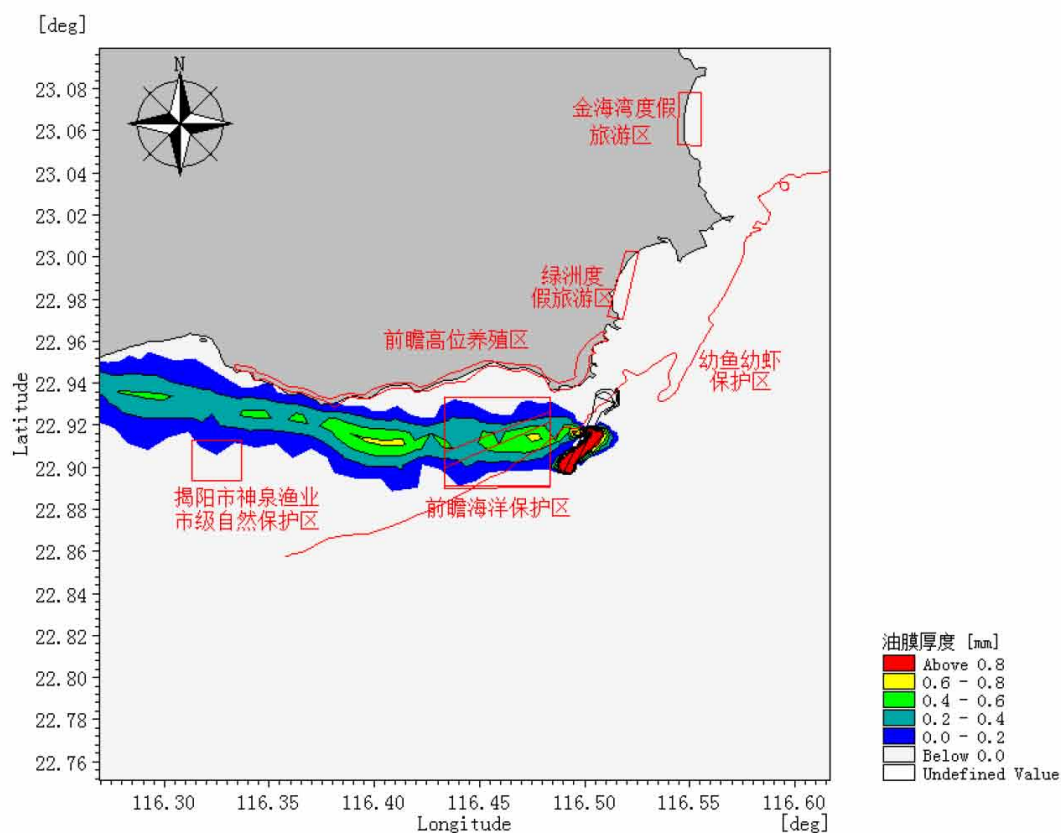 [deg]
N
23.08
23.06
23.04
23.02
23.00
22.98
22.96
22.94
22.92
22.90
22.88
22.86
22.84
22.82
22.80
22.78
22.76
Latitude
金海湾度假
旅游区
绿洲度
假旅游区
前瞻高位养殖区
幼鱼幼虾
保护区
揭阳市神泉渔业
市级自然保护区
前瞻海洋保护区
116.30
116.35
116.40
116.45
116.50
116.55
116.60
Longitude
[deg]
油膜厚度 [mm]
Above 0.8
0.6 - 0.8
0.4 - 0.6
0.2 - 0.4
0.0 - 0.2
Below 0.0
Undefined Value